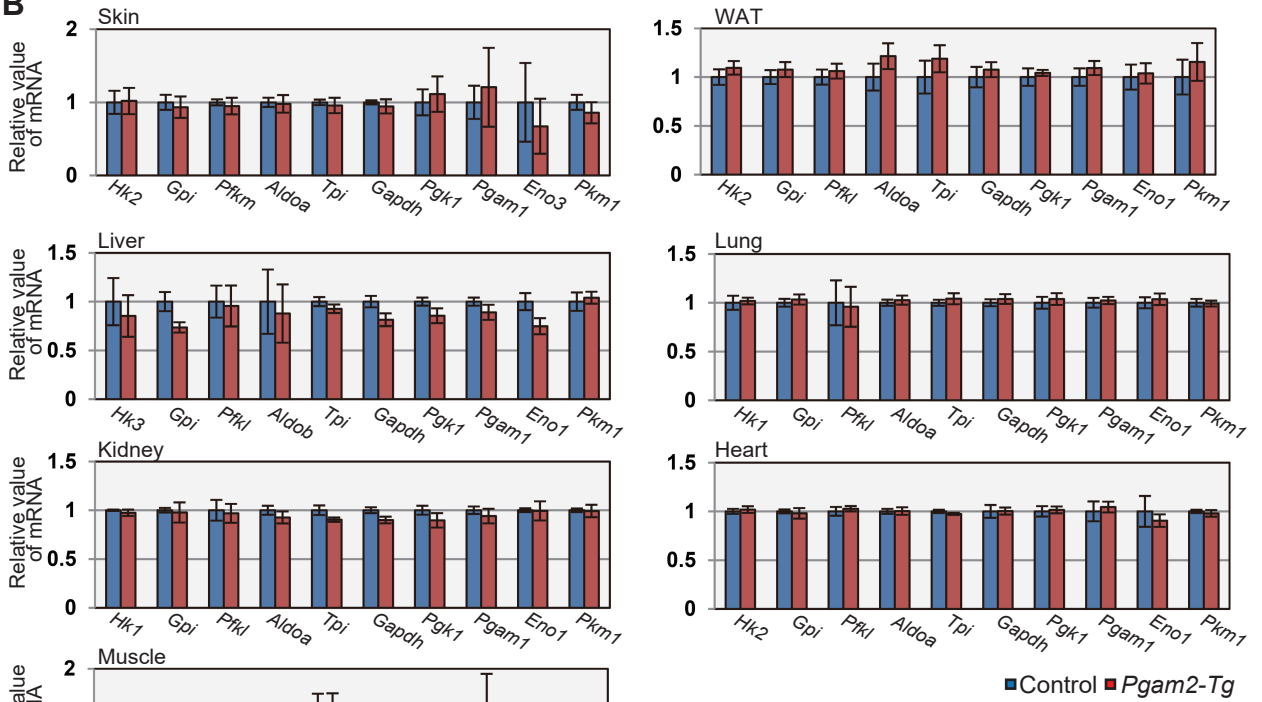 B
Skin
Relative value
of mRNA
2
1
0
Hk2 Gpi Pfkm Aldoa Tpi Gapdh Pgk1 Pgam1 Eno3 Pkm1
WAT
1.5
1
0.5
0
Hk2 Gpi Pfkl Aldoa Tpi Gapdh Pgk1 Pgam1 Eno1 Pkm1
Liver
Relative value
of mRNA
1.5
1
0.5
0
Hk3 Gpi Pfkl Aldob Tpi Gapdh Pgk1 Pgam1 Eno1 Pkm1
Lung
1.5
1
0.5
0
Hk1 Gpi Pfkl Aldoa Tpi Gapdh Pgk1 Pgam1 Eno1 Pkm1
Kidney
Relative value
of mRNA
1.5
1
0.5
0
Hk1 Gpi Pfkl Aldoa Tpi Gapdh Pgk1 Pgam1 Eno1 Pkm1
Heart
1.5
1
0.5
0
Hk2 Gpi Pfkl Aldoa Tpi Gapdh Pgk1 Pgam1 Eno1 Pkm1
Muscle
2
Control Pgam2-Tg